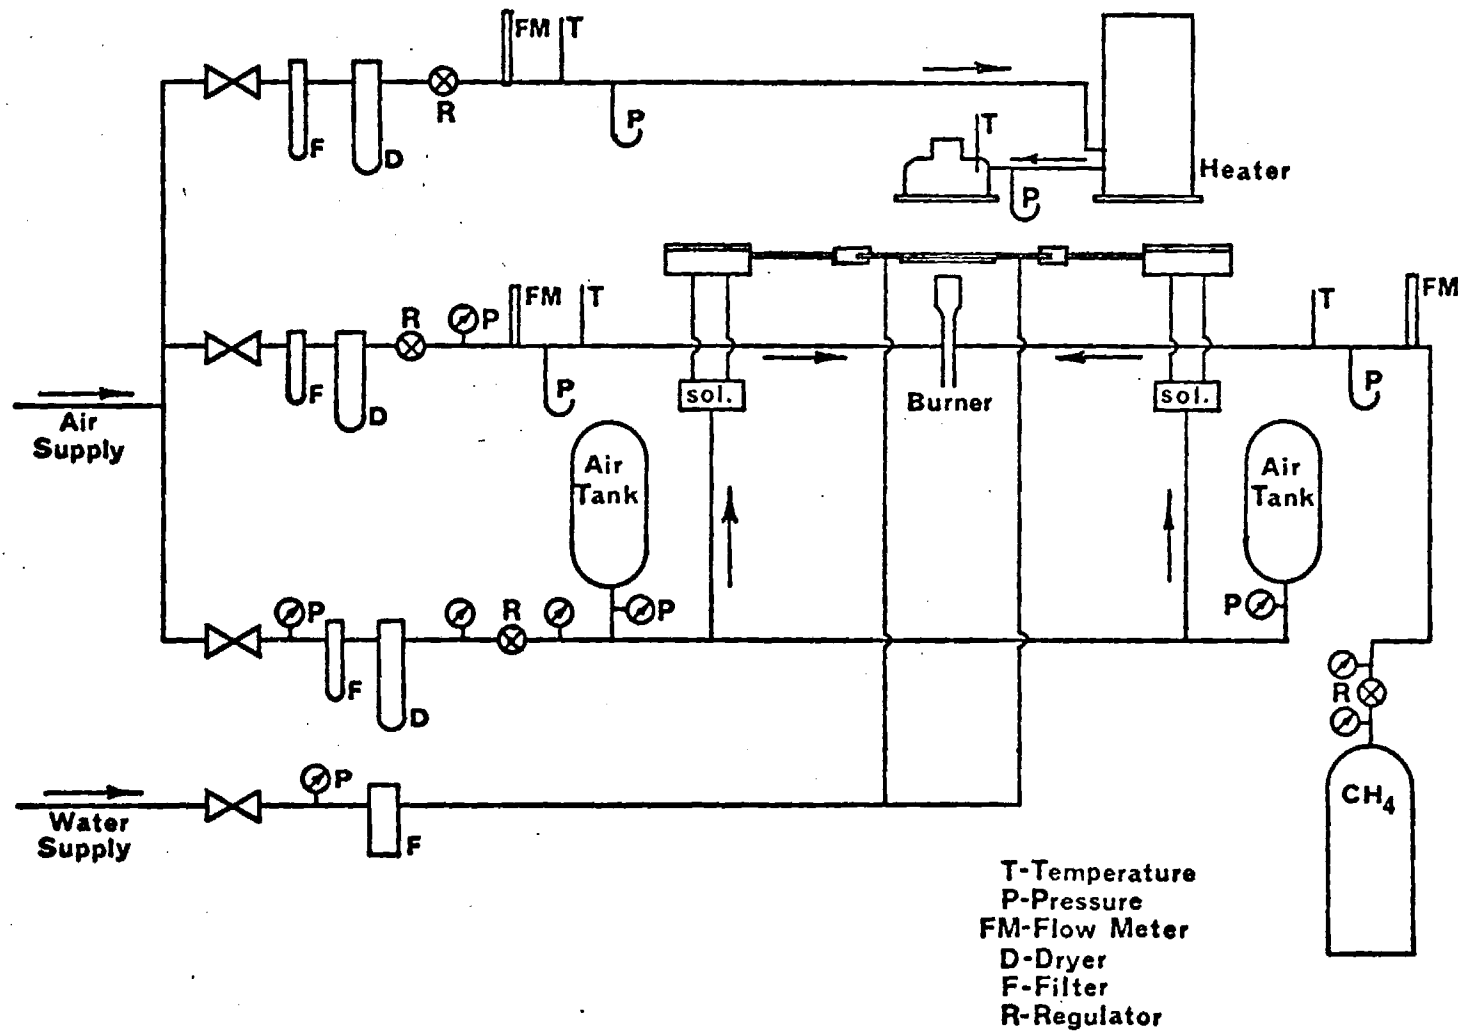 FM T
P
R
F
D
T
P
Heater
FM T
R
P
F
D
P
sol.
Burner
sol.
T
FM
P
Air
Supply
Air
Tank
Air
Tank
P
R
P
P
F
D
R
CH4
P
Water
Supply
F
T-Temperature
P-Pressure
FM-Flow Meter
D-Dryer
F-Filter
R-Regulator